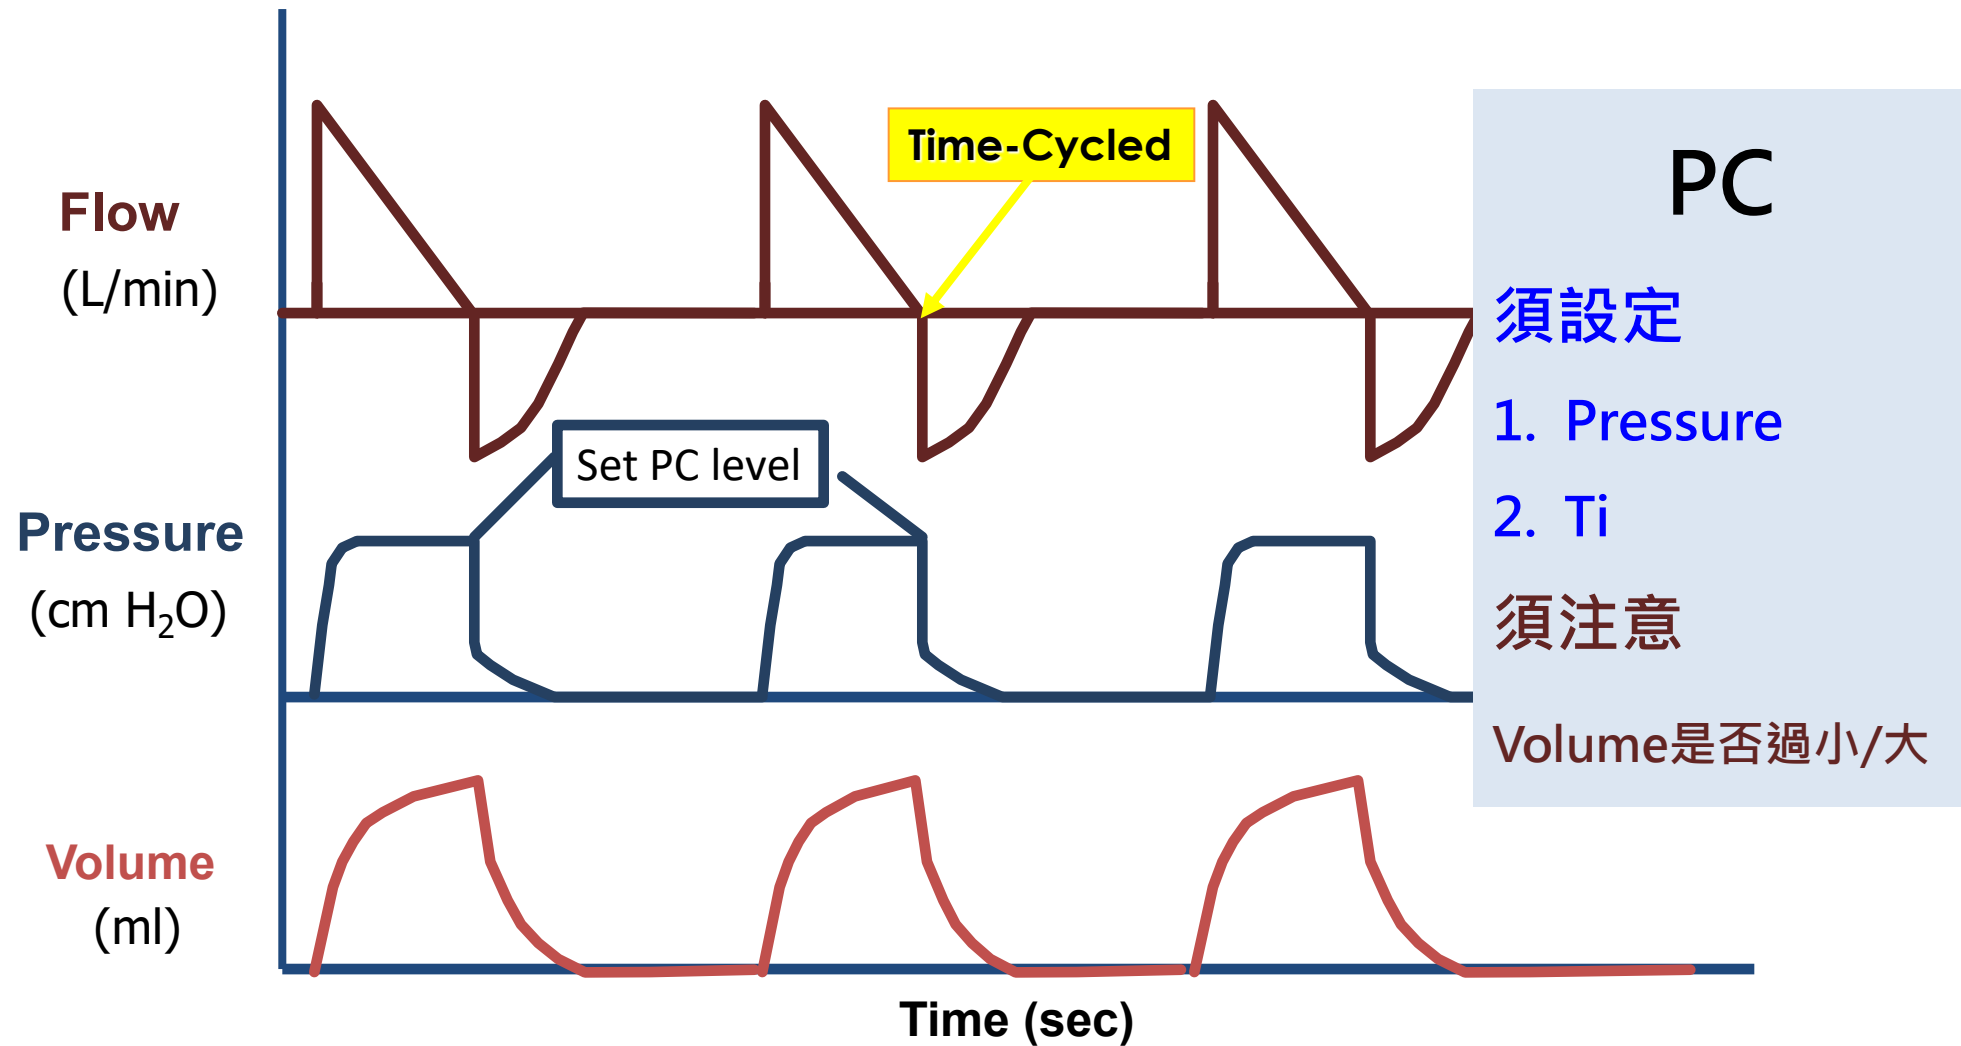 Flow
(L/min)
Time-Cycled
Set PC level
Pressure
(cm H₂O)
Volume
(ml)
Time (sec)
PC
須設定
1. Pressure
2. Ti
須注意
Volume是否過小/大